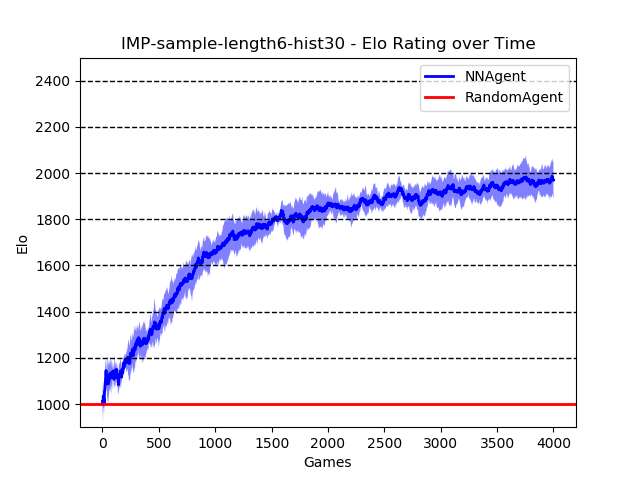 IMP-sample-length6-hist30 - Elo Rating over Time
NNAgent
RandomAgent
2400
2200
2000
1800
1600
1400
1200
1000
Elo
0 500 1000 1500 2000 2500 3000 3500 4000
Games